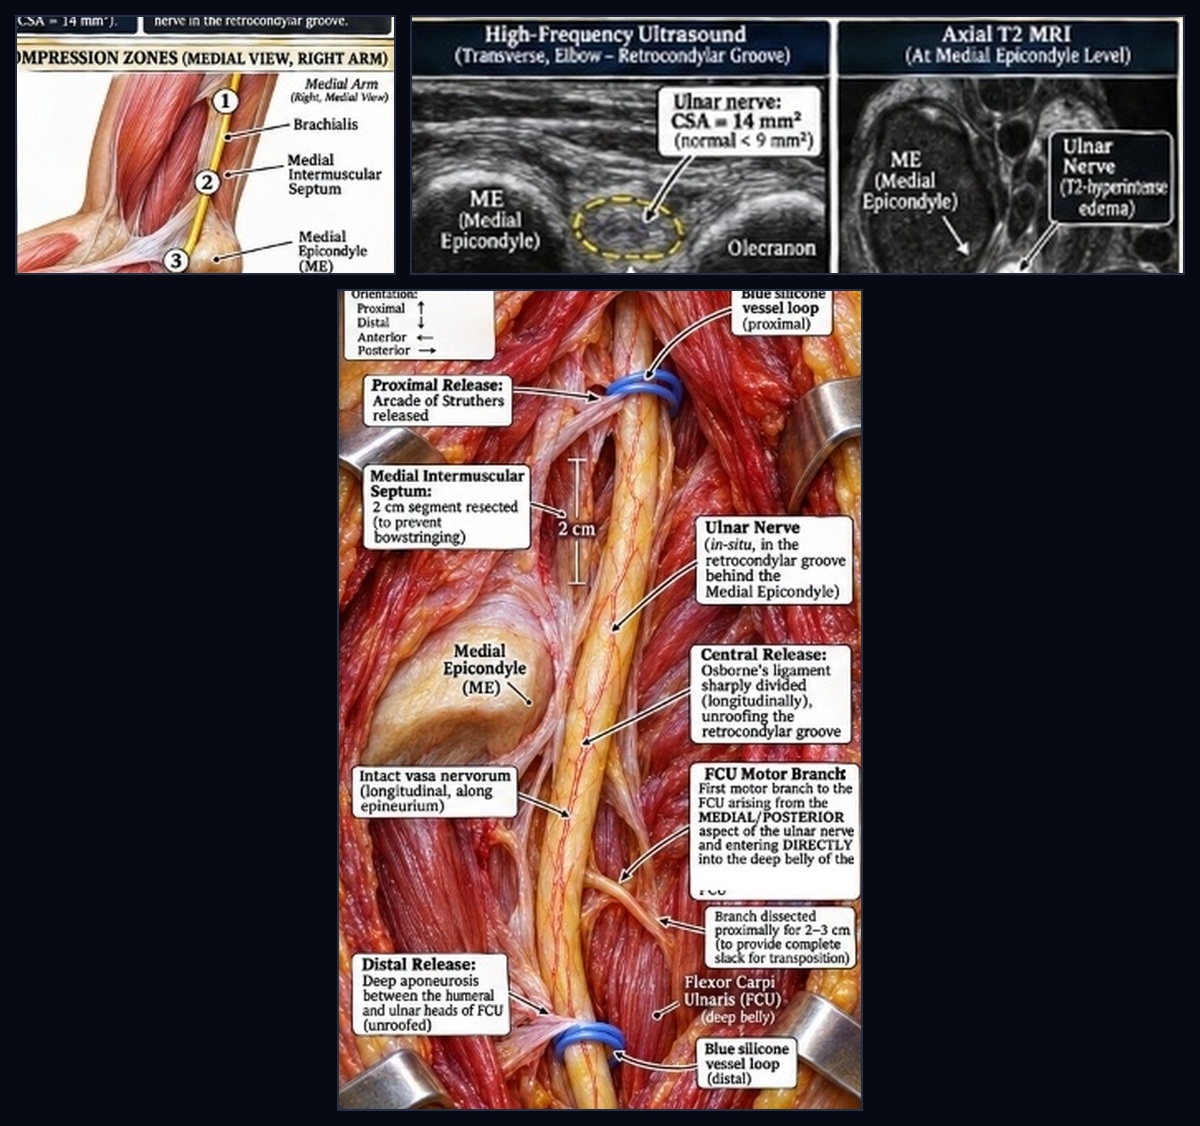 CSA = 14 mm²).
nerve in the retrocondylar groove.
OMPRESSION ZONES (MEDIAL VIEW, RIGHT ARM)
Medial Arm
(Right, Medial View)
1
Brachialis
2
Medial
Intermuscular
Septum
3
Medial
Epicondyle
(ME)
High-Frequency Ultrasound
(Transverse, Elbow – Retrocondylar Groove)
Ulnar nerve:
CSA = 14 mm²
(normal < 9 mm²)
ME
(Medial
Epicondyle)
Olecranon
Axial T2 MRI
(At Medial Epicondyle Level)
ME
(Medial
Epicondyle)
Ulnar
Nerve
(T2-hyperintense
edema)
Orientation:
Proximal ↑
Distal ↓
Anterior ←
Posterior →
Blue silicone
vessel loop
(proximal)
Proximal Release:
Arcade of Struthers
released
Medial Intermuscular
Septum:
2 cm segment resected
(to prevent
bowstringing)
2 cm
Ulnar Nerve
(in-situ, in the
retrocondylar groove
behind the
Medial Epicondyle)
Medial
Epicondyle
(ME)
Central Release:
Osborne's ligament
sharply divided
(longitudinally),
unroofing the
retrocondylar groove
Intact vasa nervorum
(longitudinal, along
epineurium)
FCU Motor Branch
First motor branch to the
FCU arising from the
MEDIAL/POSTERIOR
aspect of the ulnar nerve
and entering DIRECTLY
into the deep belly of the
Branch dissected
proximally for 2–3 cm
(to provide complete
slack for transposition)
Distal Release:
Deep aponeurosis
between the humeral
and ulnar heads of FCU
(unroofed)
Flexor Carpi
Ulnaris (FCU)
(deep belly)
Blue silicone
vessel loop
(distal)